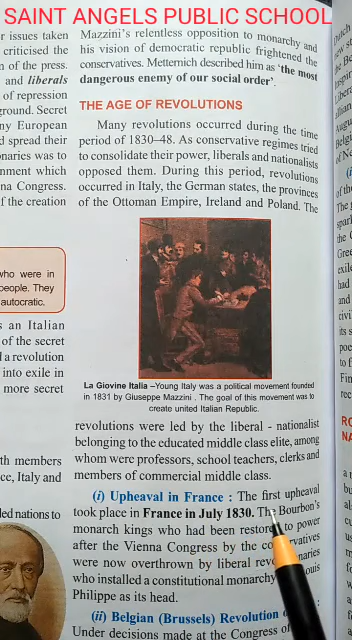 SAINT ANGELS PUBLIC SCHOOL
r issues taken
criticised the
n of the press.
and liberals
of repression
ground. Secret
ny European
d spread their
naries was to
nment which
na Congress.
f the creation
who were in
people. They
autocratic.
s an Italian
of the secret
d a revolution
into exile in
more secret
th members
ce, Italy and
led nations to
Mazzini's relentless opposition to monarchy and
his vision of democratic republic frightened the
conservatives. Metternich described him as 'the most
dangerous enemy of our social order'.
THE AGE OF REVOLUTIONS
Many revolutions occurred during the time
period of 1830–48. As conservative regimes tried
to consolidate their power, liberals and nationalists
opposed them. During this period, revolutions
occurred in Italy, the German states, the provinces
of the Ottoman Empire, Ireland and Poland. The
La Giovine Italia –Young Italy was a political movement founded
in 1831 by Giuseppe Mazzini . The goal of this movement was to
create united Italian Republic.
revolutions were led by the liberal - nationalist
belonging to the educated middle class elite, among
whom were professors, school teachers, clerks and
members of commercial middle class.
(i) Upheaval in France : The first upheaval
took place in France in July 1830. The Bourbon's
monarch kings who had been restor to power
after the Vienna Congress by the co rvatives
were now overthrown by liberal revo naries
who installed a constitutional monarchy ouis
Philippe as its head.
(ii) Belgian (Brussels) Revolution :
Under decisions made at the Congress of